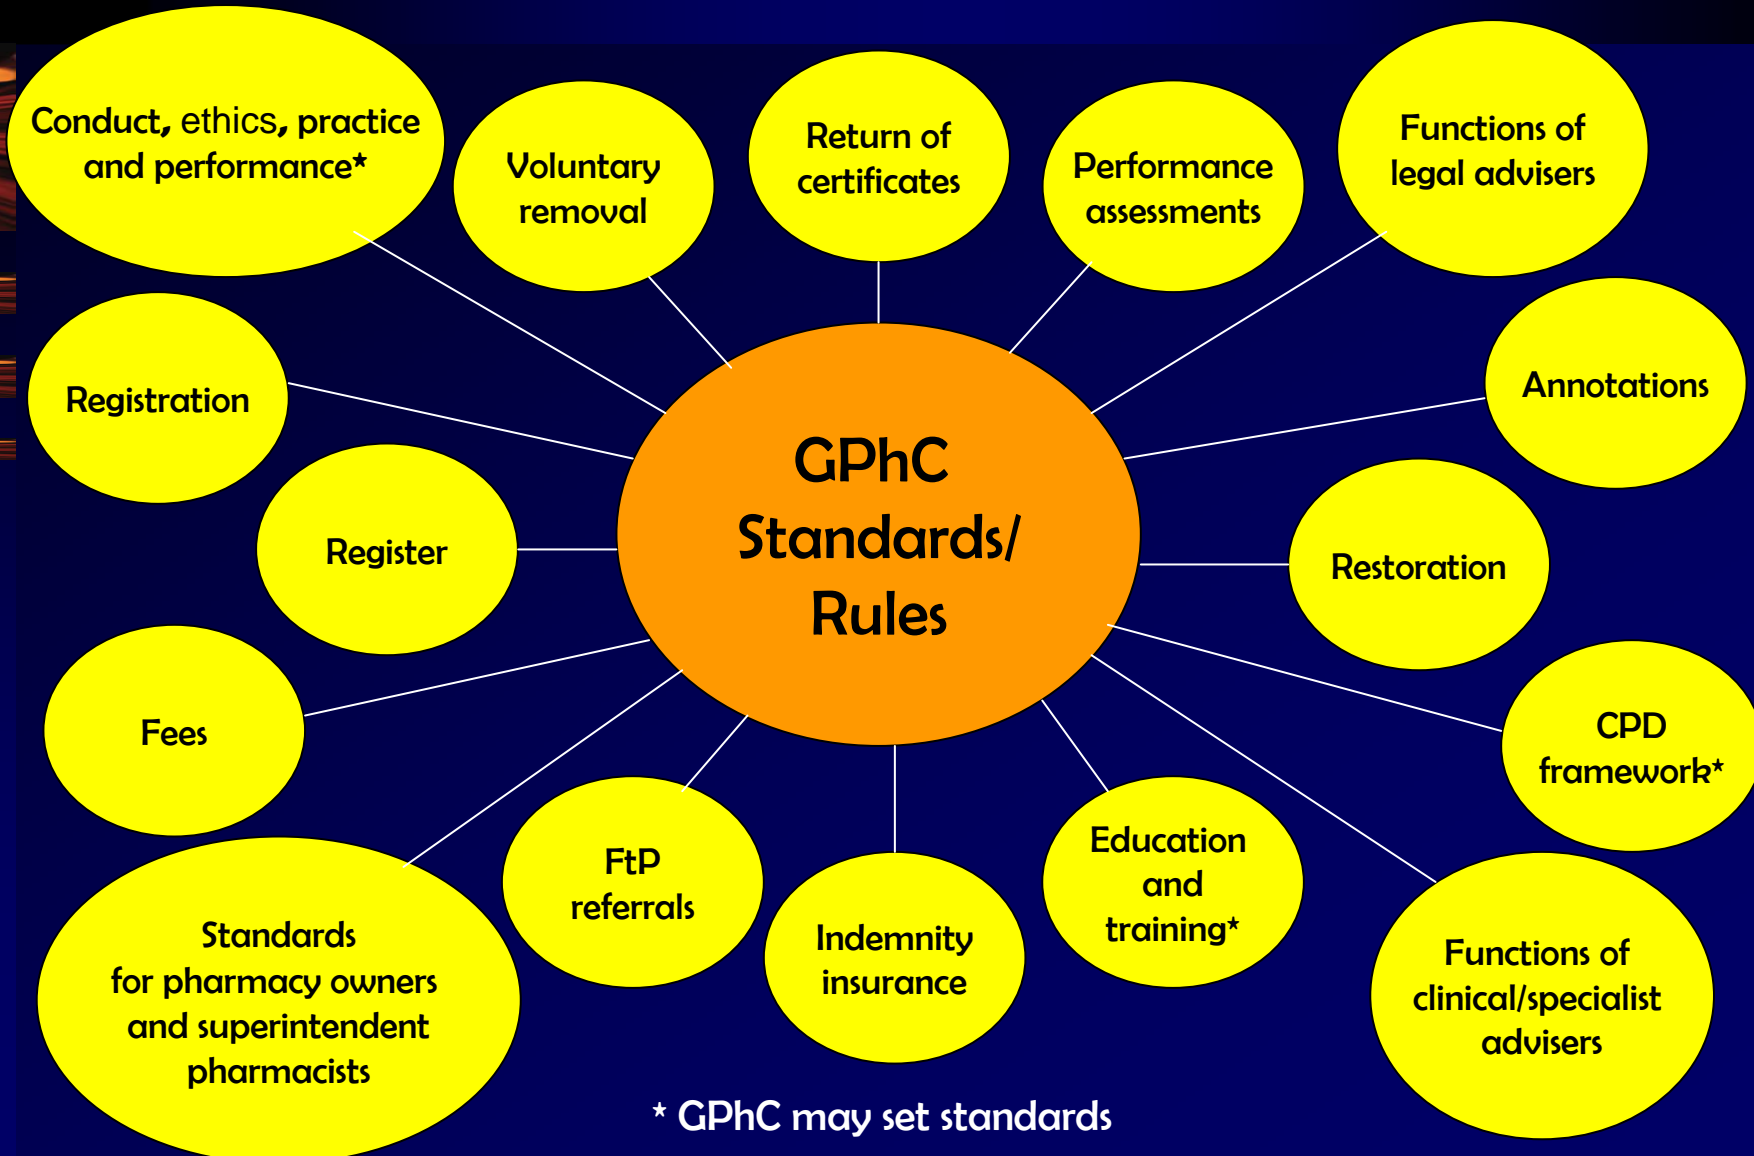 Conduct, ethics, practice
and performance*
Voluntary
removal
Return of
certificates
Performance
assessments
Functions of
legal advisers
Registration
Annotations
GPhC
Standards/
Rules
Register
Restoration
Fees
CPD
framework*
Standards
for pharmacy owners
and superintendent
pharmacists
FtP
referrals
Indemnity
insurance
Education
and
training*
Functions of
clinical/specialist
advisers
* GPhC may set standards